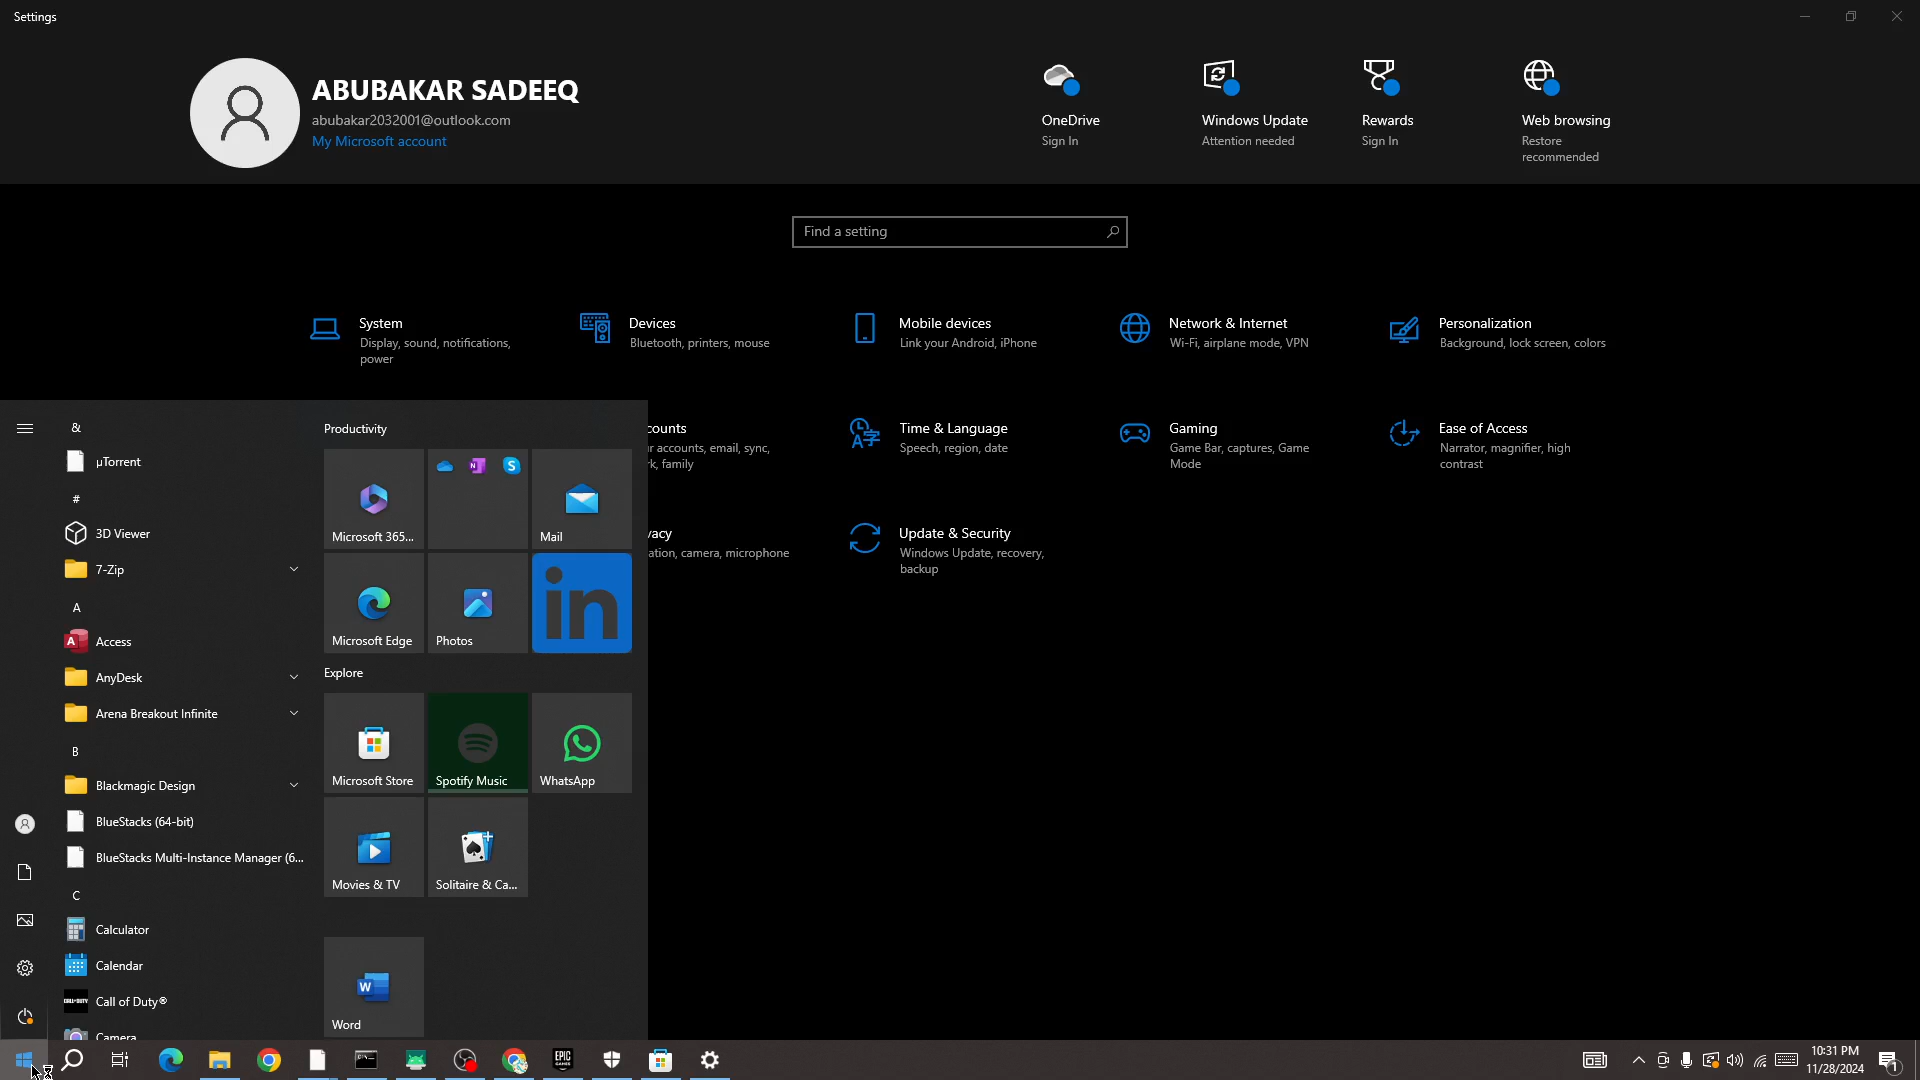 Settings
ABUBAKAR SADEEQ
abubakar2032001@outlook.com
My Microsoft account
OneDrive
Sign In
Windows Update
Attention needed
Rewards
Sign In
Web browsing
Restore
recommended
Find a setting
System
Display, sound, notifications,
power
Devices
Bluetooth, printers, mouse
Mobile devices
Link your Android, iPhone
Network & Internet
Wi-Fi, airplane mode, VPN
Personalization
Background, lock screen, colors
counts
r accounts, email, sync,
rk, family
Time & Language
Speech, region, date
Gaming
Game Bar, captures, Game
Mode
Ease of Access
Narrator, magnifier, high
contrast
vacy
ation, camera, microphone
Update & Security
Windows Update, recovery,
backup
&
µTorrent
#
3D Viewer
7-Zip
A
Access
AnyDesk
Arena Breakout Infinite
B
Blackmagic Design
BlueStacks (64-bit)
BlueStacks Multi-Instance Manager (6...
C
Calculator
Calendar
Call of Duty®
Camera
Productivity
Microsoft 365...
Mail
Microsoft Edge
Photos
in
Explore
Microsoft Store
Spotify Music
WhatsApp
Movies & TV
Solitaire & Ca...
Word
EPIC
GAMES
10:31 PM
11/28/2024
1